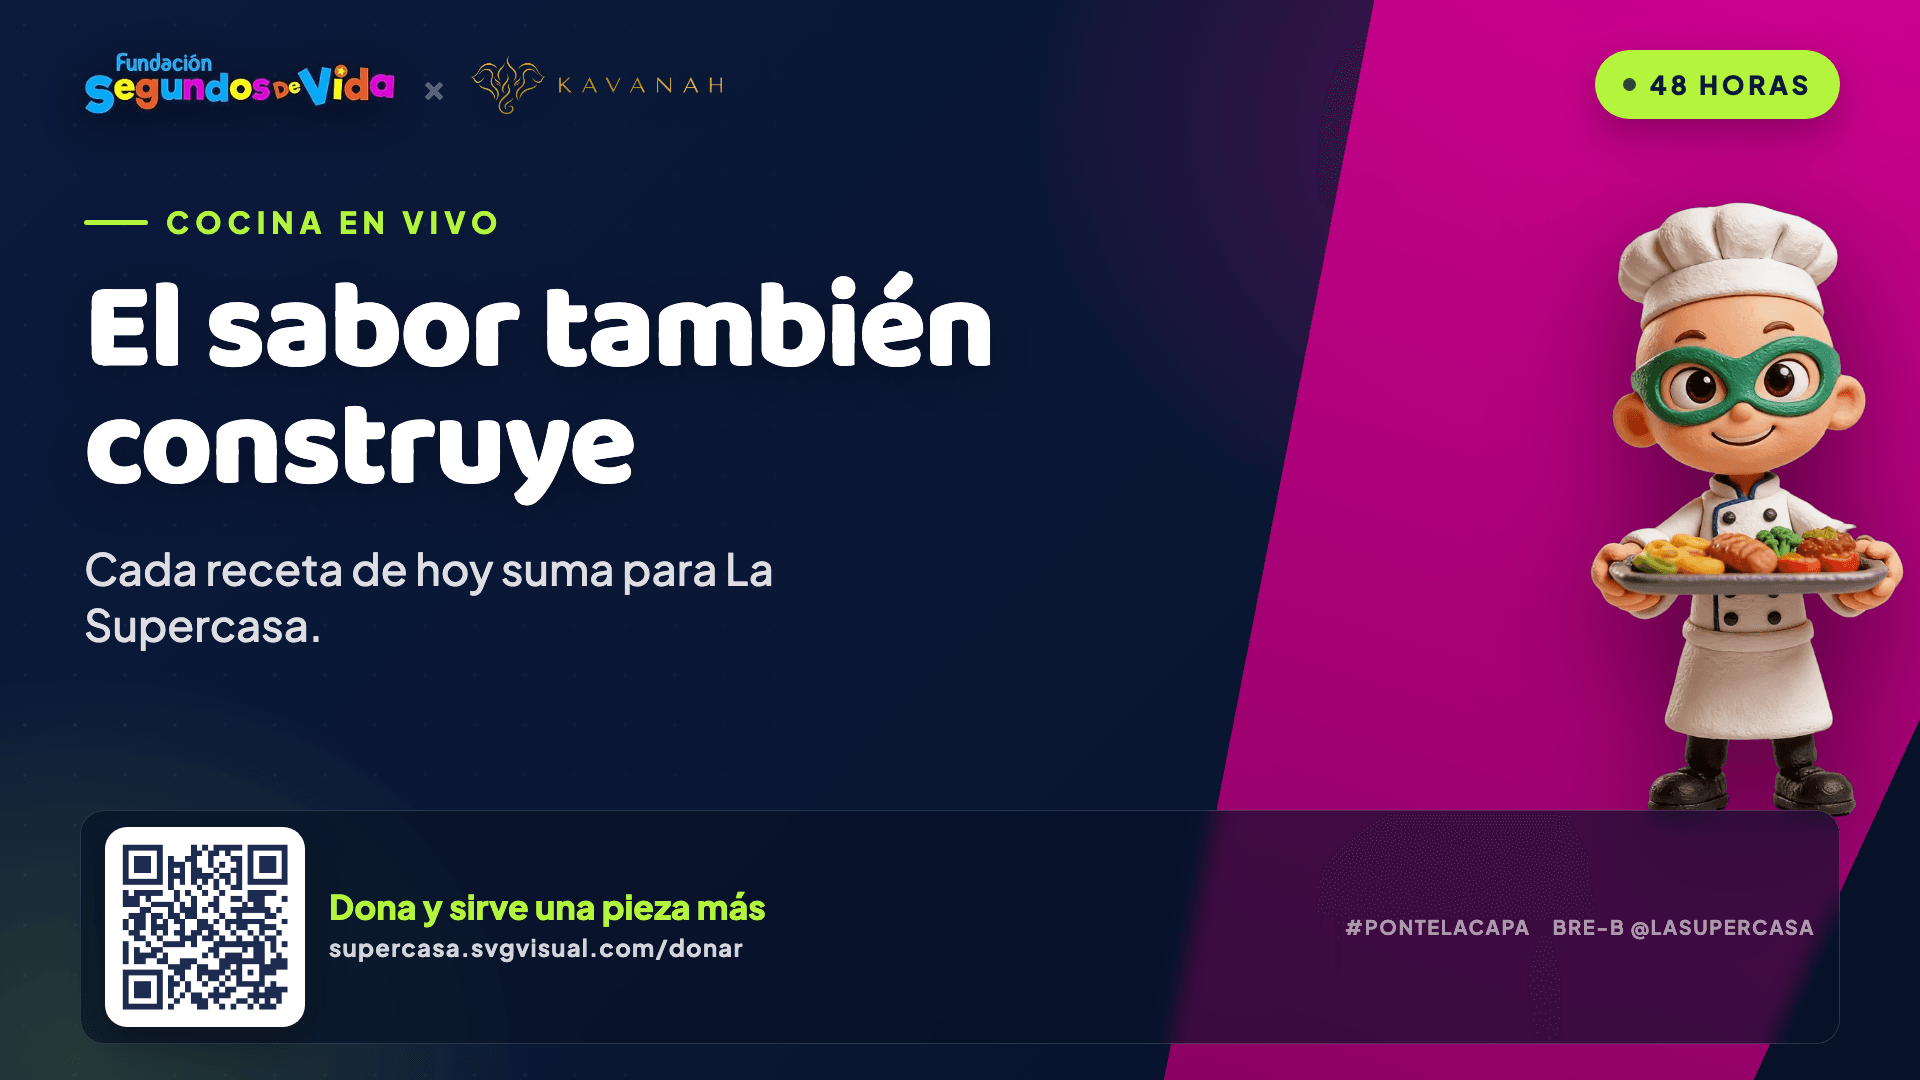 Fundación
Segundos DE Vida
×
KAVANAH
48 HORAS
COCINA EN VIVO
El sabor también
construye
Cada receta de hoy suma para La
Supercasa.
Dona y sirve una pieza más
supercasa.svgvisual.com/donar
#PONTELACAPA BRE-B @LASUPERCASA